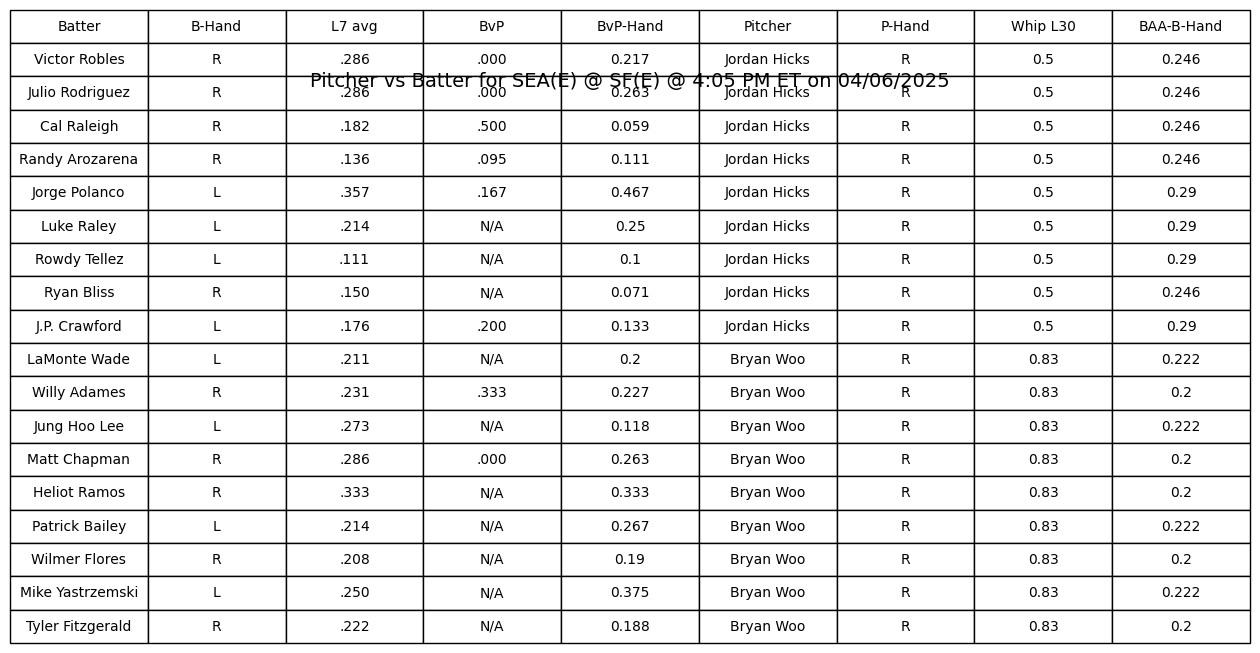 Batter B-Hand L7 avg BvP BvP-Hand Pitcher P-Hand Whip L30 BAA-B-Hand
Victor Robles R .286 .000 0.217 Jordan Hicks R 0.5 0.246
Pitcher vs Batter for SEA(E) @ SF(E) @ 4:05 PM ET on 04/06/2025
Julio Rodriguez R .286 .000 0.263 Jordan Hicks R 0.5 0.246
Cal Raleigh R .182 .500 0.059 Jordan Hicks R 0.5 0.246
Randy Arozarena R .136 .095 0.111 Jordan Hicks R 0.5 0.246
Jorge Polanco L .357 .167 0.467 Jordan Hicks R 0.5 0.29
Luke Raley L .214 N/A 0.25 Jordan Hicks R 0.5 0.29
Rowdy Tellez L .111 N/A 0.1 Jordan Hicks R 0.5 0.29
Ryan Bliss R .150 N/A 0.071 Jordan Hicks R 0.5 0.246
J.P. Crawford L .176 .200 0.133 Jordan Hicks R 0.5 0.29
LaMonte Wade L .211 N/A 0.2 Bryan Woo R 0.83 0.222
Willy Adames R .231 .333 0.227 Bryan Woo R 0.83 0.2
Jung Hoo Lee L .273 N/A 0.118 Bryan Woo R 0.83 0.222
Matt Chapman R .286 .000 0.263 Bryan Woo R 0.83 0.2
Heliot Ramos R .333 N/A 0.333 Bryan Woo R 0.83 0.2
Patrick Bailey L .214 N/A 0.267 Bryan Woo R 0.83 0.222
Wilmer Flores R .208 N/A 0.19 Bryan Woo R 0.83 0.2
Mike Yastrzemski L .250 N/A 0.375 Bryan Woo R 0.83 0.222
Tyler Fitzgerald R .222 N/A 0.188 Bryan Woo R 0.83 0.2